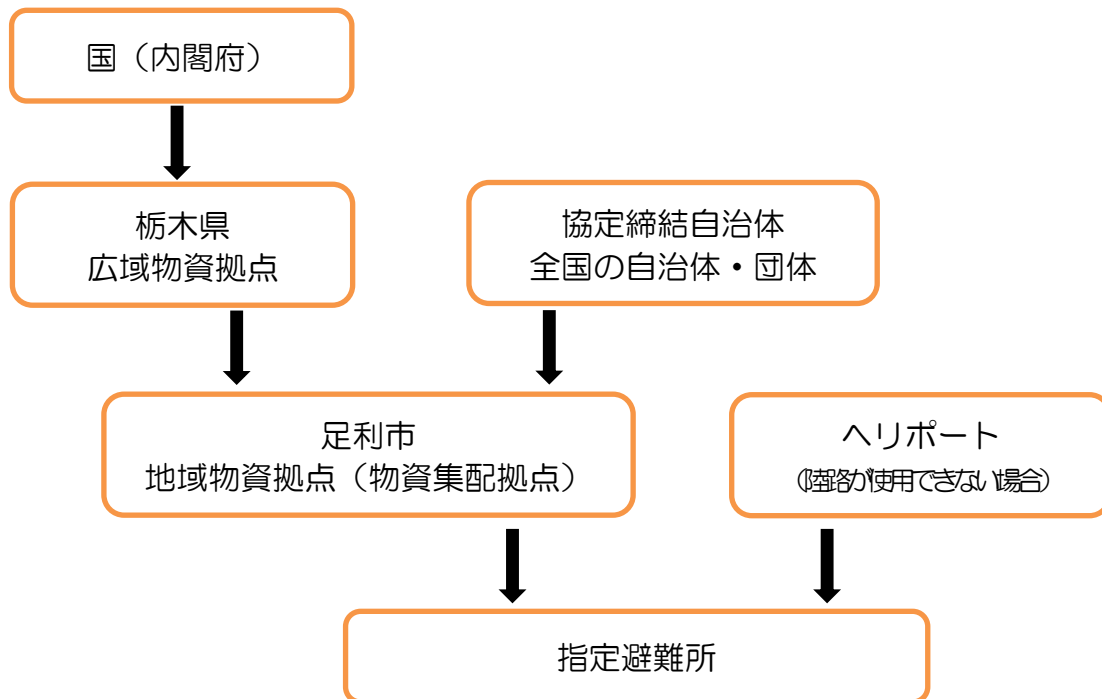 国（内閣府）
栃木県
広域物資拠点
協定締結自治体
全国の自治体・団体
足利市
地域物資拠点（物資集配拠点）
ヘリポート
（陸路が使用できない場合）
指定避難所